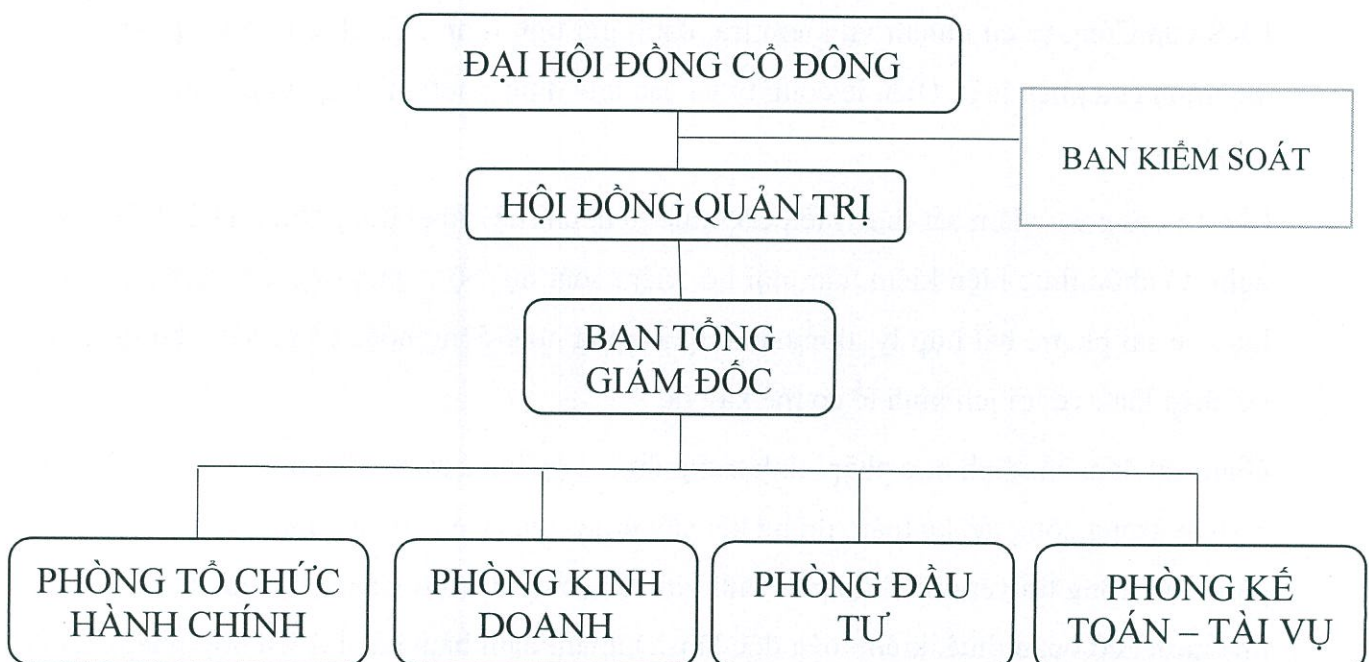 ĐẠI HỘI ĐỒNG CỔ ĐÔNG
BAN KIỂM SOÁT
HỘI ĐỒNG QUẢN TRỊ
BAN TỔNG
GIÁM ĐỐC
PHÒNG TỔ CHỨC
HÀNH CHÍNH
PHÒNG KINH
DOANH
PHÒNG ĐẦU
TƯ
PHÒNG KẾ
TOÁN – TÀI VỤ